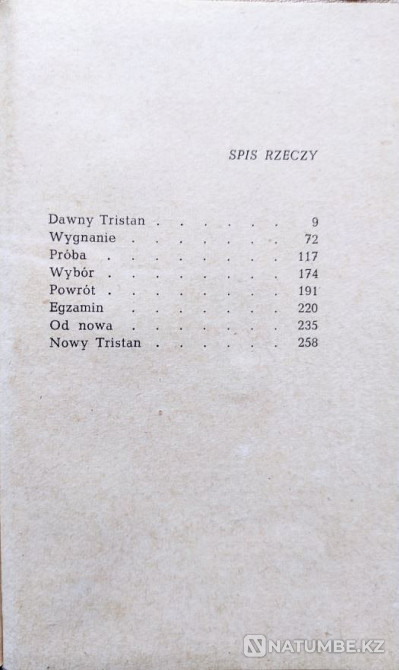 SPIS RZECZY
Dawny Tristan . . . . . . 9
Wygnanie . . . . . . 72
Próba . . . . . . . 117
Wybór . . . . . . . 174
Powrót . . . . . . . 191
Egzamin . . . . . . 220
Od nowa . . . . . . 235
Nowy Tristan . . . . . . 258
NATUMBE.KZ